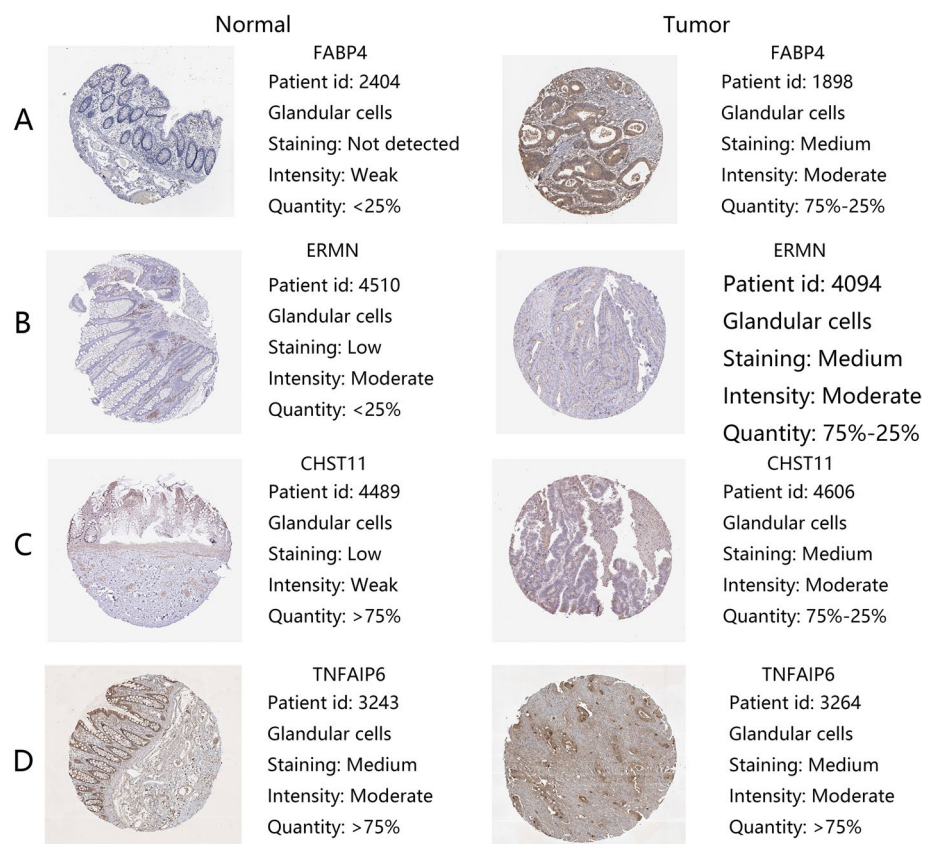 Normal
Tumor
A
FABP4
Patient id: 2404
Glandular cells
Staining: Not detected
Intensity: Weak
Quantity: <25%
FABP4
Patient id: 1898
Glandular cells
Staining: Medium
Intensity: Moderate
Quantity: 75%-25%
B
ERMN
Patient id: 4510
Glandular cells
Staining: Low
Intensity: Moderate
Quantity: <25%
ERMN
Patient id: 4094
Glandular cells
Staining: Medium
Intensity: Moderate
Quantity: 75%-25%
C
CHST11
Patient id: 4489
Glandular cells
Staining: Low
Intensity: Weak
Quantity: >75%
CHST11
Patient id: 4606
Glandular cells
Staining: Medium
Intensity: Moderate
Quantity: 75%-25%
D
TNFAIP6
Patient id: 3243
Glandular cells
Staining: Medium
Intensity: Moderate
Quantity: >75%
TNFAIP6
Patient id: 3264
Glandular cells
Staining: Medium
Intensity: Moderate
Quantity: >75%